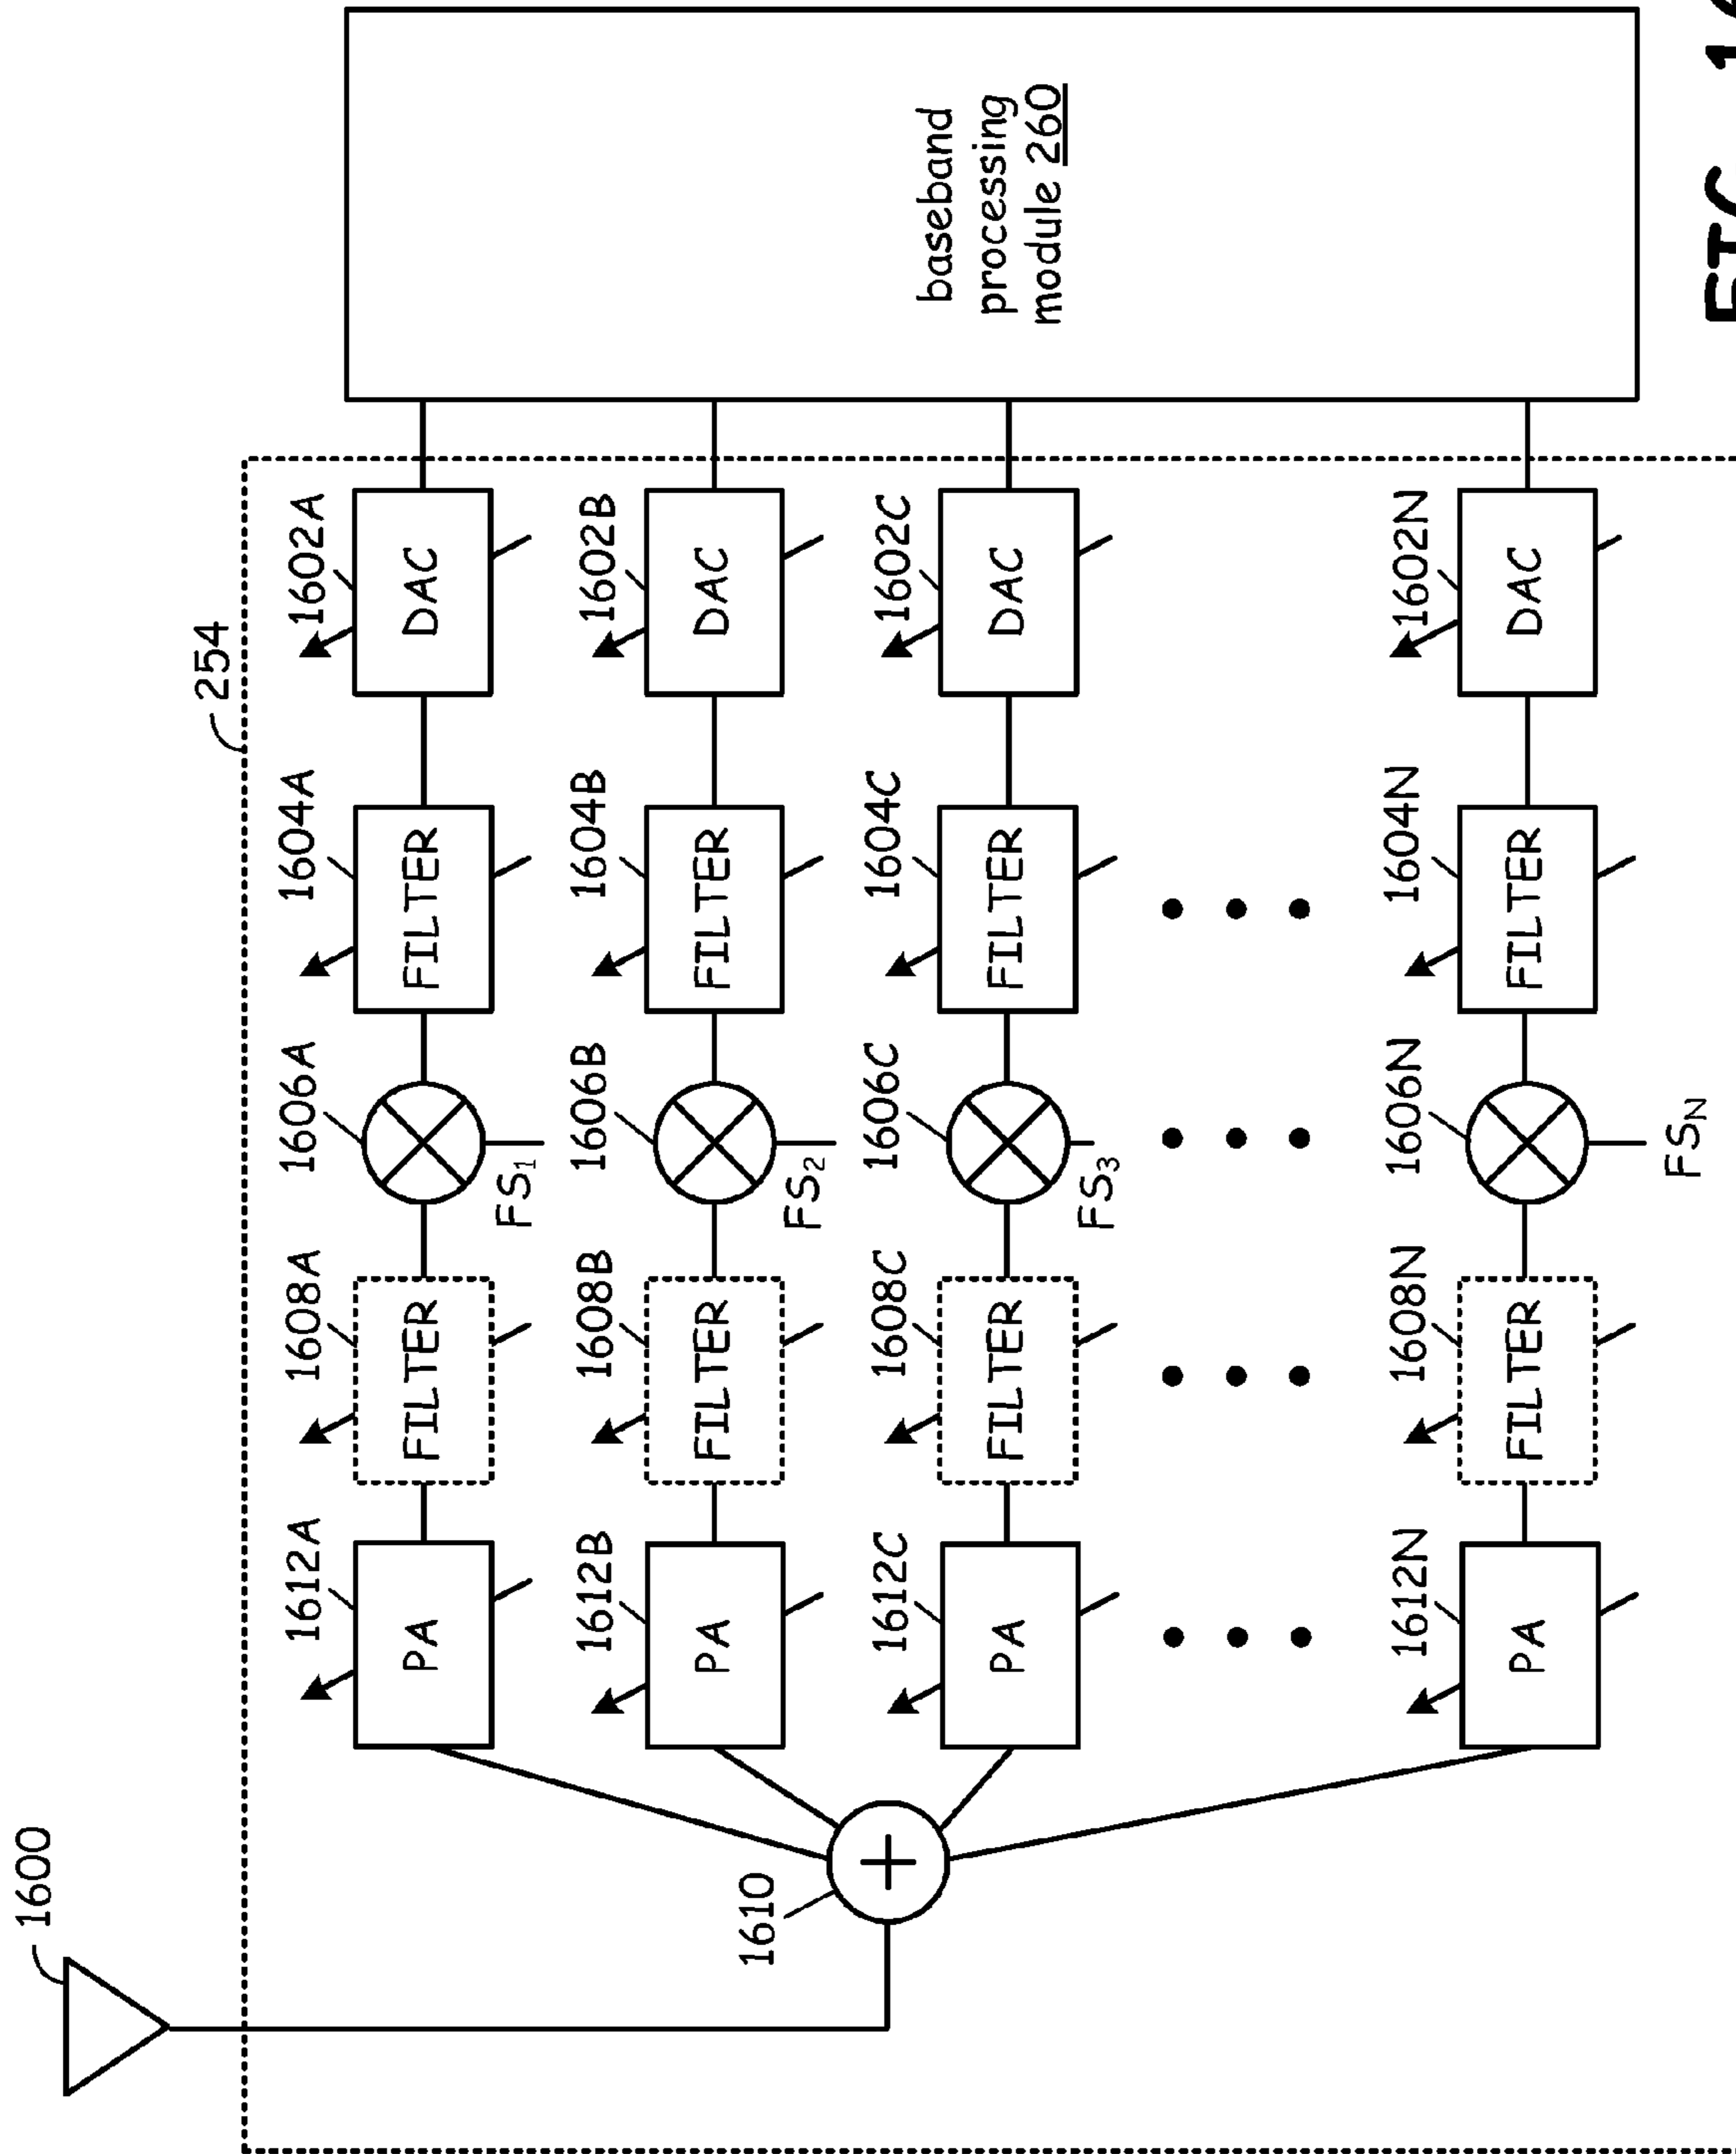 1600
254
1612A
1608A
1606A
1604A
1602A
PA
FILTER
FILTER
DAC
FS1
1612B
1608B
1606B
1604B
1602B
PA
FILTER
FILTER
DAC
1610
FS2
1612C
1608C
1606C
1604C
1602C
PA
FILTER
FILTER
DAC
FS3
baseband
processing
module 260
1612N
1608N
1606N
1604N
1602N
PA
FILTER
FILTER
DAC
FSN